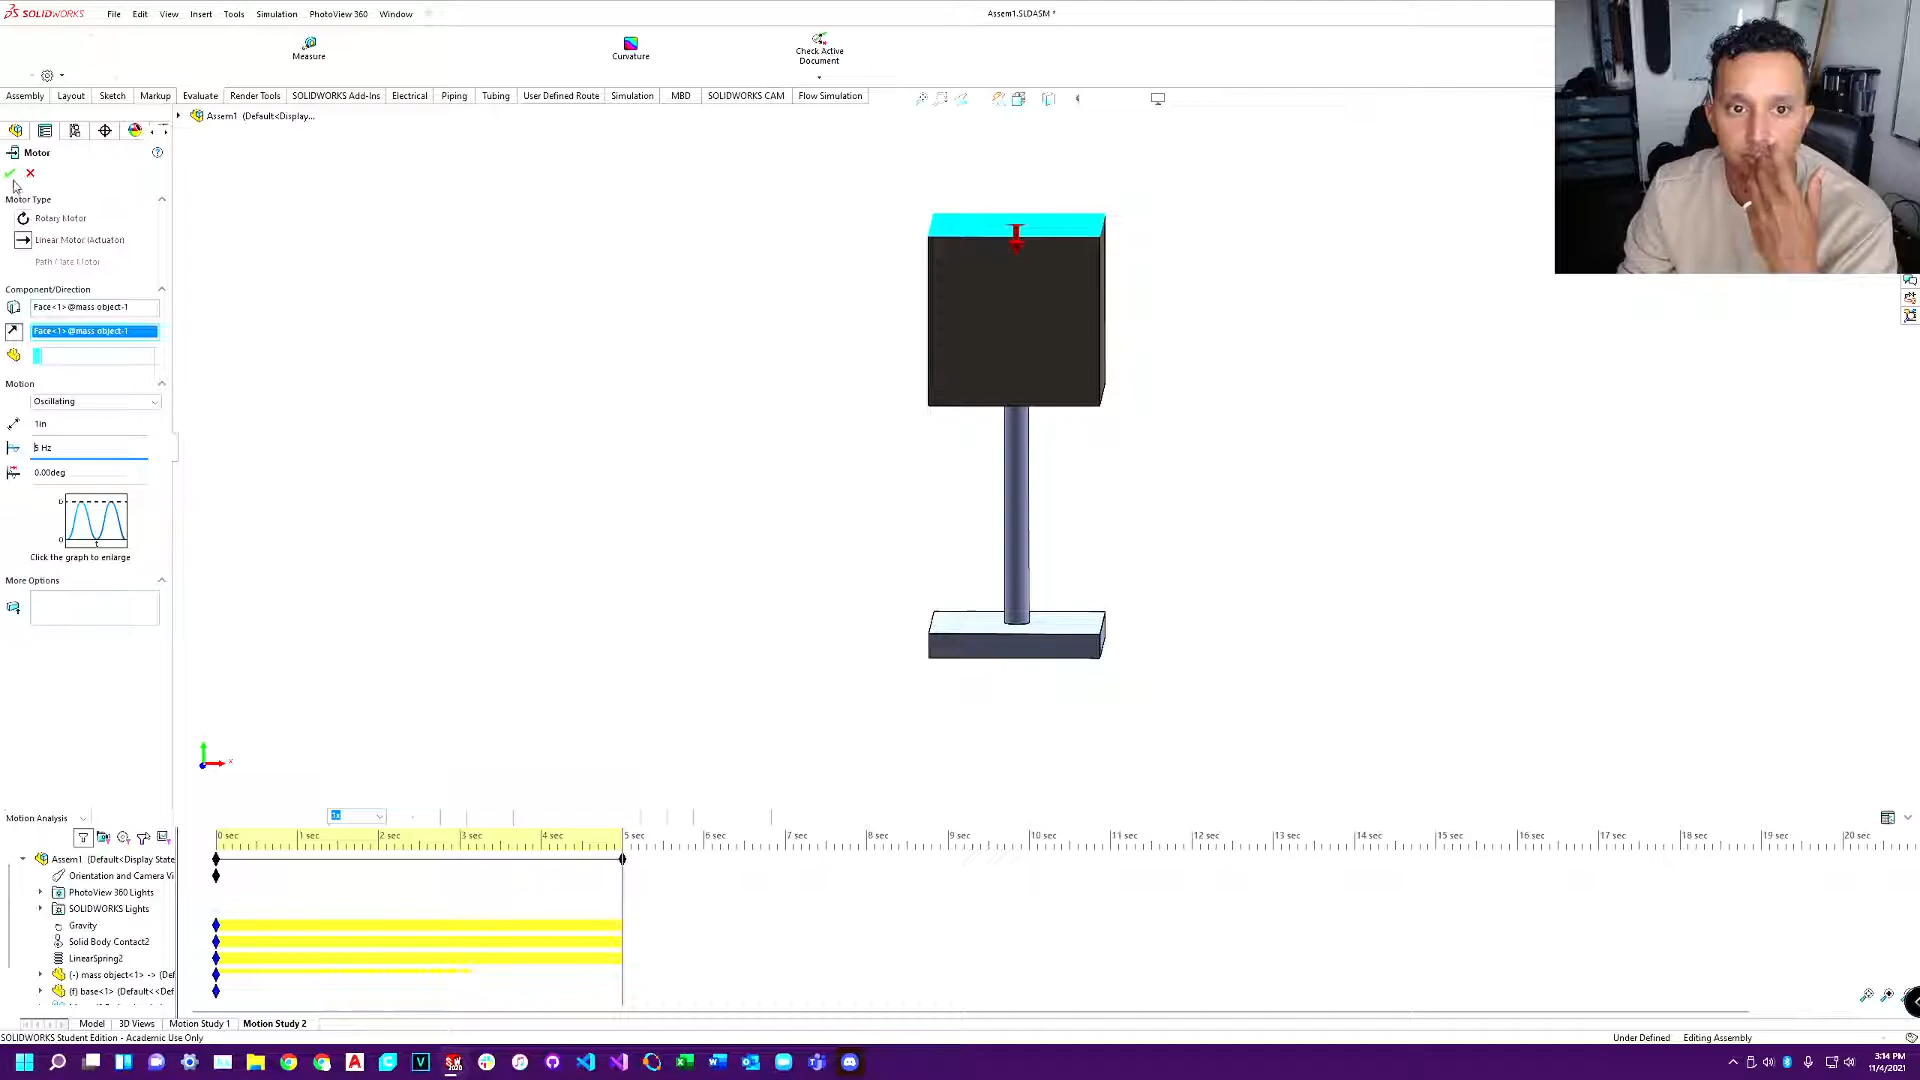 SOLIDWORKS File Edit View Insert Tools Simulation PhotoView 360 Window Assem1.SLDASM *
Measure Curvature Check Active Document
Assembly Layout Sketch Markup Evaluate Render Tools SOLIDWORKS Add-Ins Electrical Piping Tubing User Defined Route Simulation MBD SOLIDWORKS CAM Flow Simulation
Assem1 (Default<Display...
Motor
Motor Type
Rotary Motor
Linear Motor (Actuator)
Path Mate Motor
Component/Direction
Face<1>@mass object-1
Face<1>@mass object-1
Motion
Oscillating
1in
5 Hz
0.00deg
D
0
t
Click the graph to enlarge
More Options
x
Motion Analysis 1x
0 sec 1 sec 2 sec 3 sec 4 sec 5 sec 6 sec 7 sec 8 sec 9 sec 10 sec 11 sec 12 sec 13 sec 14 sec 15 sec 16 sec 17 sec 18 sec 19 sec 20 sec
Assem1 (Default<Display State
Orientation and Camera Vi
PhotoView 360 Lights
SOLIDWORKS Lights
Gravity
Solid Body Contact2
LinearSpring2
(-) mass object<1> -> (Def
(f) base<1> (Default<<Def
Model 3D Views Motion Study 1 Motion Study 2
SOLIDWORKS Student Edition - Academic Use Only Under Defined Editing Assembly
3:14 PM
11/4/2021